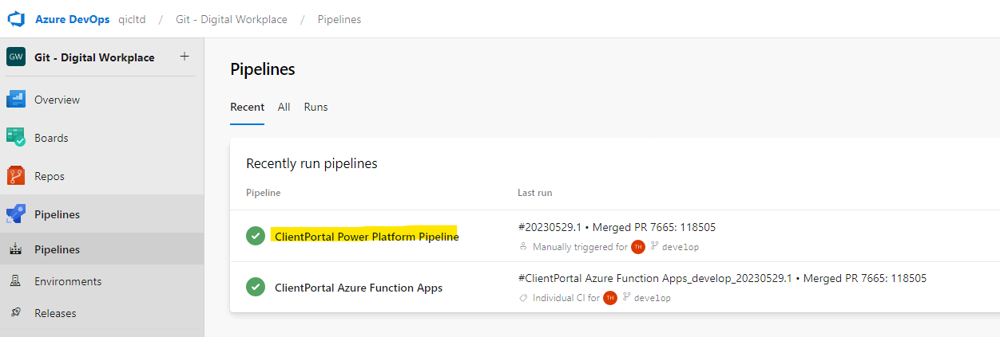 Azure DevOps qicltd / Git - Digital Workplace / Pipelines
GW Git - Digital Workplace +
Overview
Boards
Repos
Pipelines
Pipelines
Environments
Releases
Pipelines
Recent All Runs
Recently run pipelines
Pipeline Last run
ClientPortal Power Platform Pipeline
#20230529.1 • Merged PR 7665: 118505
Manually triggered for TH develop
ClientPortal Azure Function Apps
#ClientPortal Azure Function Apps_develop_20230529.1 • Merged PR 7665: 118505
Individual CI for TH develop